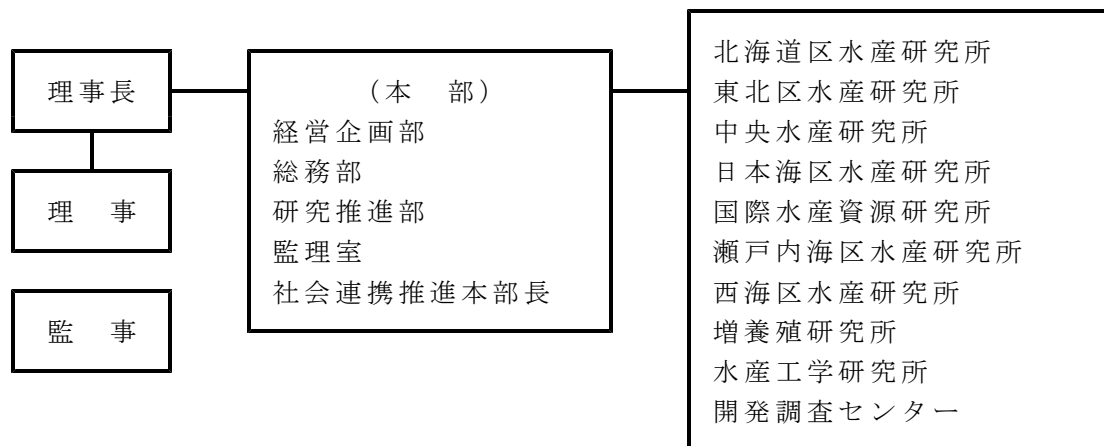 理事長
理　事
監　事
（本　部）
経営企画部
総務部
研究推進部
監理室
社会連携推進本部長
北海道区水産研究所
東北区水産研究所
中央水産研究所
日本海区水産研究所
国際水産資源研究所
瀬戸内海区水産研究所
西海区水産研究所
増養殖研究所
水産工学研究所
開発調査センター